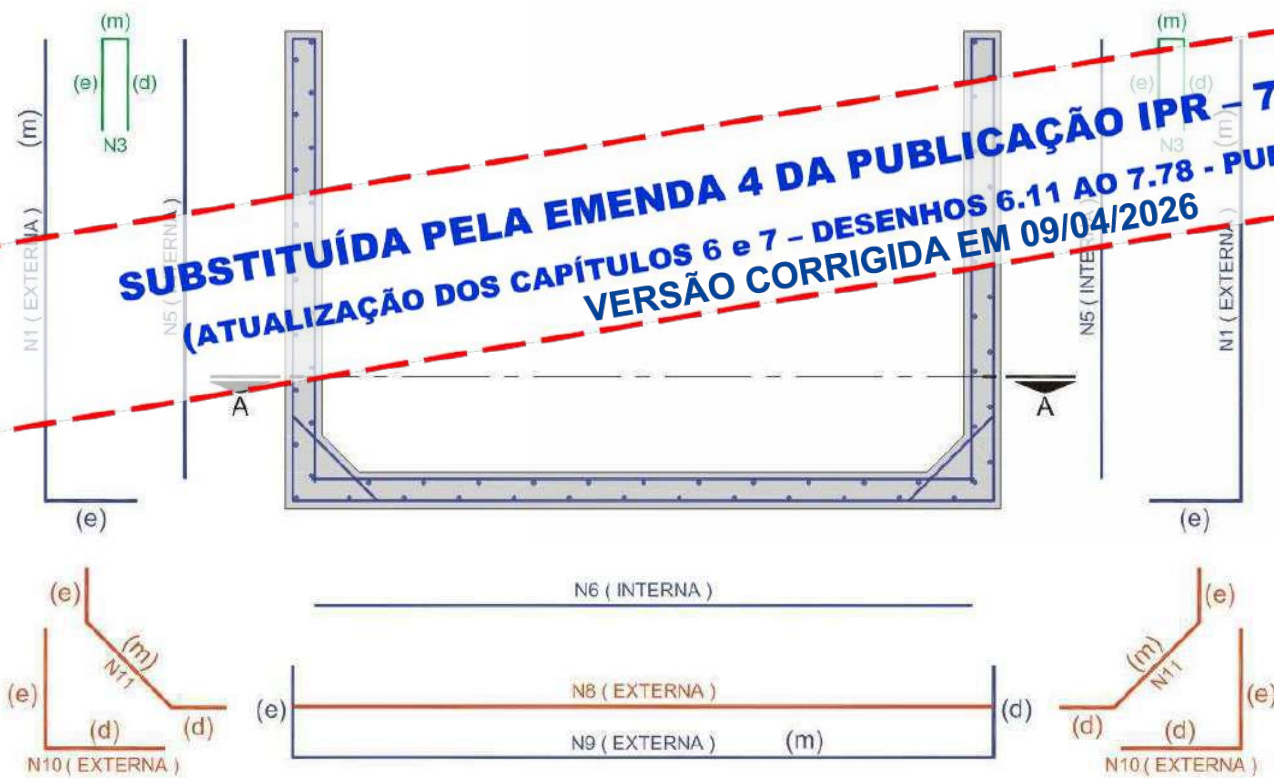 (m)
(m)
(e)
(d)
(e)
(d)
N3
N3
(m)
(m)
N1 ( EXTERNA )
N5 (
ERNA )
N5 ( INTERNA )
N1 ( EXTERNA )
SUBSTITUÍDA PELA EMENDA 4 DA PUBLICAÇÃO IPR – 7
(ATUALIZAÇÃO DOS CAPÍTULOS 6 e 7 – DESENHOS 6.11 AO 7.78 -
VERSÃO CORRIGIDA EM 09/04/2026
A
A
(e)
(e)
N6 ( INTERNA )
(e)
(m)
N11
(e)
(d)
(d)
N10 ( EXTERNA )
(e)
N8 ( EXTERNA )
(d)
N9 ( EXTERNA )
(m)
(e)
(m)
N11
(e)
(d)
(d)
N10 ( EXTERNA )